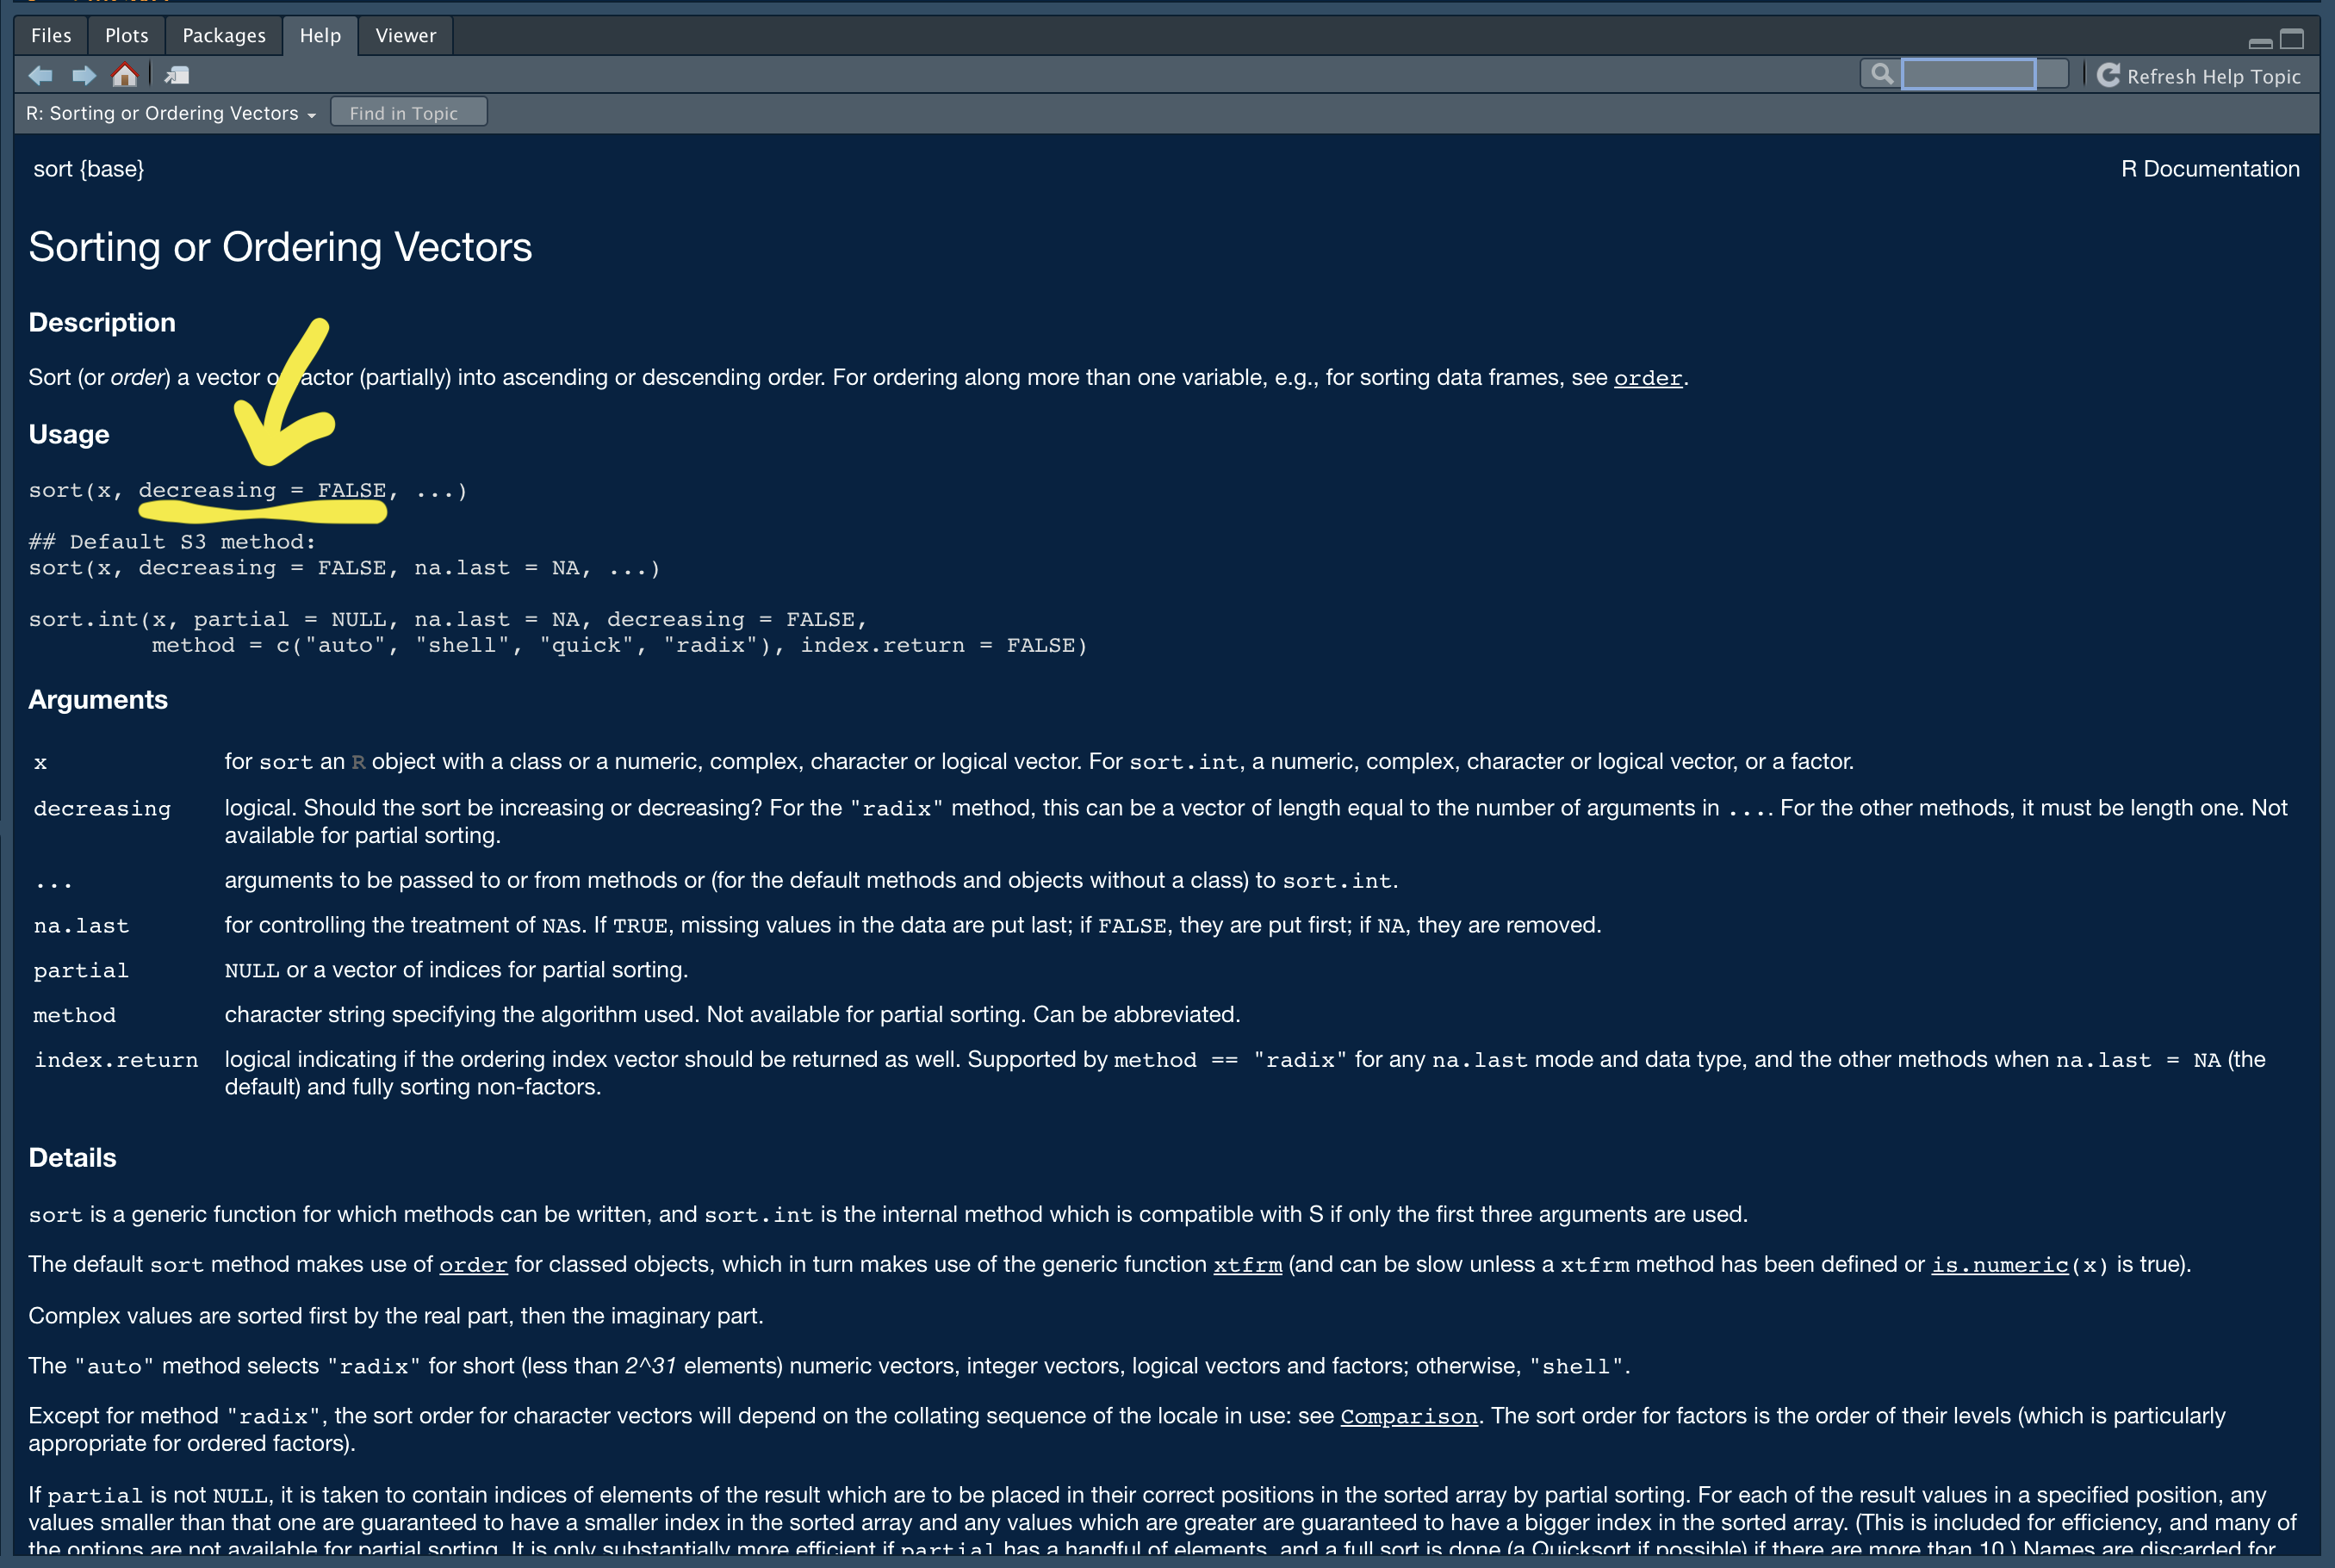 Files Plots Packages Help Viewer
Refresh Help Topic
R: Sorting or Ordering Vectors Find in Topic
sort {base} R Documentation
Sorting or Ordering Vectors
Description
Sort (or order) a vector or factor (partially) into ascending or descending order. For ordering along more than one variable, e.g., for sorting data frames, see order.
Usage
sort(x, decreasing = FALSE, ...)
## Default S3 method:
sort(x, decreasing = FALSE, na.last = NA, ...)
sort.int(x, partial = NULL, na.last = NA, decreasing = FALSE,
method = c("auto", "shell", "quick", "radix"), index.return = FALSE)
Arguments
x for sort an R object with a class or a numeric, complex, character or logical vector. For sort.int, a numeric, complex, character or logical vector, or a factor.
decreasing logical. Should the sort be increasing or decreasing? For the "radix" method, this can be a vector of length equal to the number of arguments in .... For the other methods, it must be length one. Not
available for partial sorting.
... arguments to be passed to or from methods or (for the default methods and objects without a class) to sort.int.
na.last for controlling the treatment of NAs. If TRUE, missing values in the data are put last; if FALSE, they are put first; if NA, they are removed.
partial NULL or a vector of indices for partial sorting.
method character string specifying the algorithm used. Not available for partial sorting. Can be abbreviated.
index.return logical indicating if the ordering index vector should be returned as well. Supported by method == "radix" for any na.last mode and data type, and the other methods when na.last = NA (the
default) and fully sorting non-factors.
Details
sort is a generic function for which methods can be written, and sort.int is the internal method which is compatible with S if only the first three arguments are used.
The default sort method makes use of order for classed objects, which in turn makes use of the generic function xtfrm (and can be slow unless a xtfrm method has been defined or is.numeric(x) is true).
Complex values are sorted first by the real part, then the imaginary part.
The "auto" method selects "radix" for short (less than 2^31 elements) numeric vectors, integer vectors, logical vectors and factors; otherwise, "shell".
Except for method "radix", the sort order for character vectors will depend on the collating sequence of the locale in use: see Comparison. The sort order for factors is the order of their levels (which is particularly
appropriate for ordered factors).
If partial is not NULL, it is taken to contain indices of elements of the result which are to be placed in their correct positions in the sorted array by partial sorting. For each of the result values in a specified position, any
values smaller than that one are guaranteed to have a smaller index in the sorted array and any values which are greater are guaranteed to have a bigger index in the sorted array. (This is included for efficiency, and many of
the options are not available for partial sorting. It is only substantially more efficient if partial has a handful of elements, and a full sort is done (a Quicksort if possible) if there are more than 10.) Names are discarded for